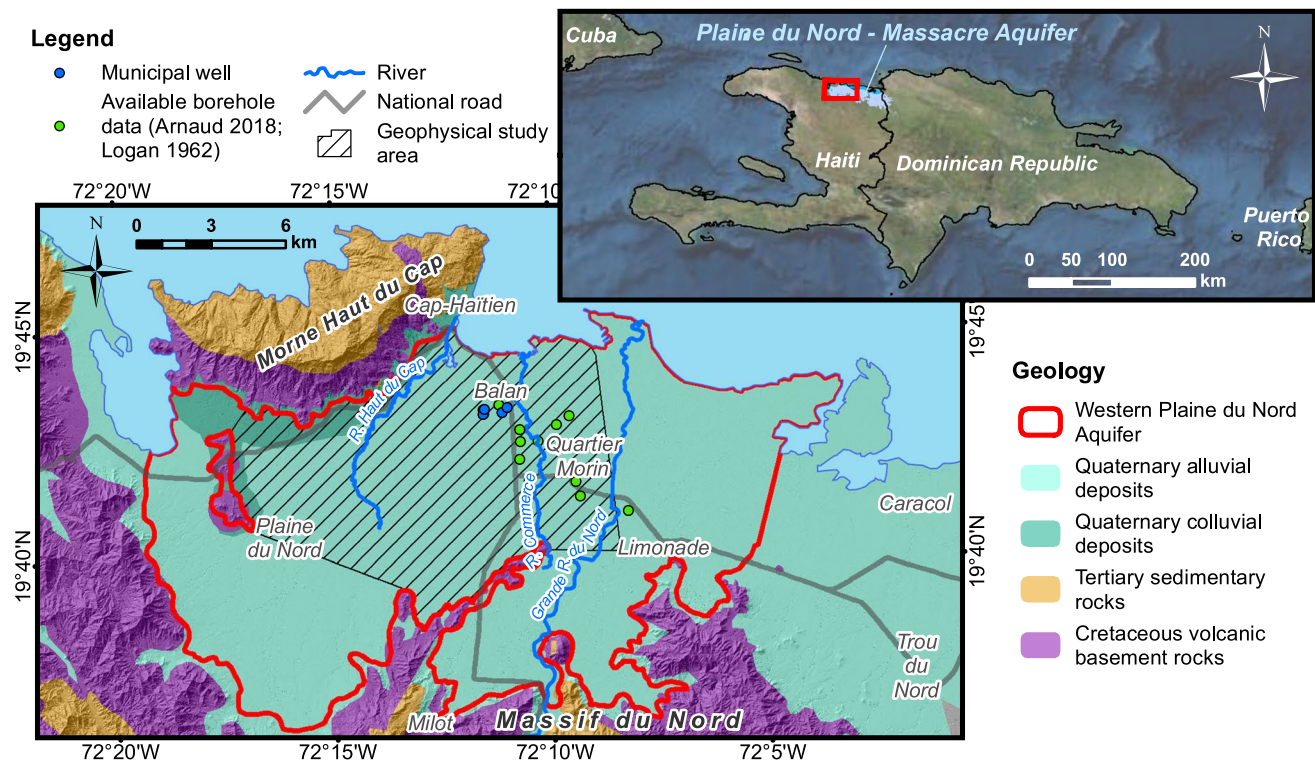 Legend
Municipal well
Available borehole
data (Arnaud 2018;
Logan 1962)
River
National road
Geophysical study
area
Cuba
Plaine du Nord - Massacre Aquifer
N
Haiti
Dominican Republic
Puerto
Rico
0 50 100 200
km
72°20'W
72°15'W
72°10
N
0 3 6
km
19°45'N
19°40'N
19°45
19°40'N
Morne Haut du Cap
Cap-Haïtien
R. Haut du Cap
Balan
Quartier
Morin
R. Commerce
Grande R. du Nord
Plaine
du Nord
Limonade
Caracol
Trou
du
Nord
Milot
Massif du Nord
72°20'W
72°15'W
72°10'W
72°5'W
Geology
Western Plaine du Nord
Aquifer
Quaternary alluvial
deposits
Quaternary colluvial
deposits
Tertiary sedimentary
rocks
Cretaceous volcanic
basement rocks